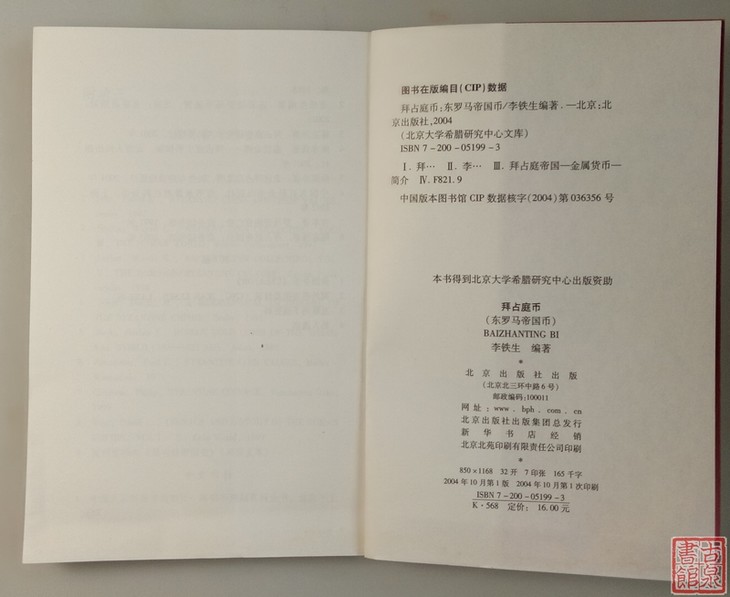 图书在版编目(CIP)数据
拜占庭币:东罗马帝国币/李铁生编著.—北京:北
京出版社,2004
(北京大学希腊研究中心文库)
ISBN 7-200-05199-3
Ⅰ.拜… Ⅱ.李… Ⅲ.拜占庭帝国—金属货币—
简介 Ⅳ.F821.9
中国版本图书馆CIP数据核字(2004)第036356号
本书得到北京大学希腊研究中心出版资助
拜占庭币
(东罗马帝国币)
BAIZHANTING BI
李铁生 编著
*
北京出版社出版
(北京北三环中路6号)
邮政编码:100011
网址:www.bph.com.cn
北京出版社出版集团总发行
新华书店经销
北京北苑印刷有限责任公司印刷
*
850×1168 32开 7印张 165千字
2004年10月第1版 2004年10月第1次印刷
ISBN 7-200-05199-3
K·568 定价:16.00元
古泉
書館